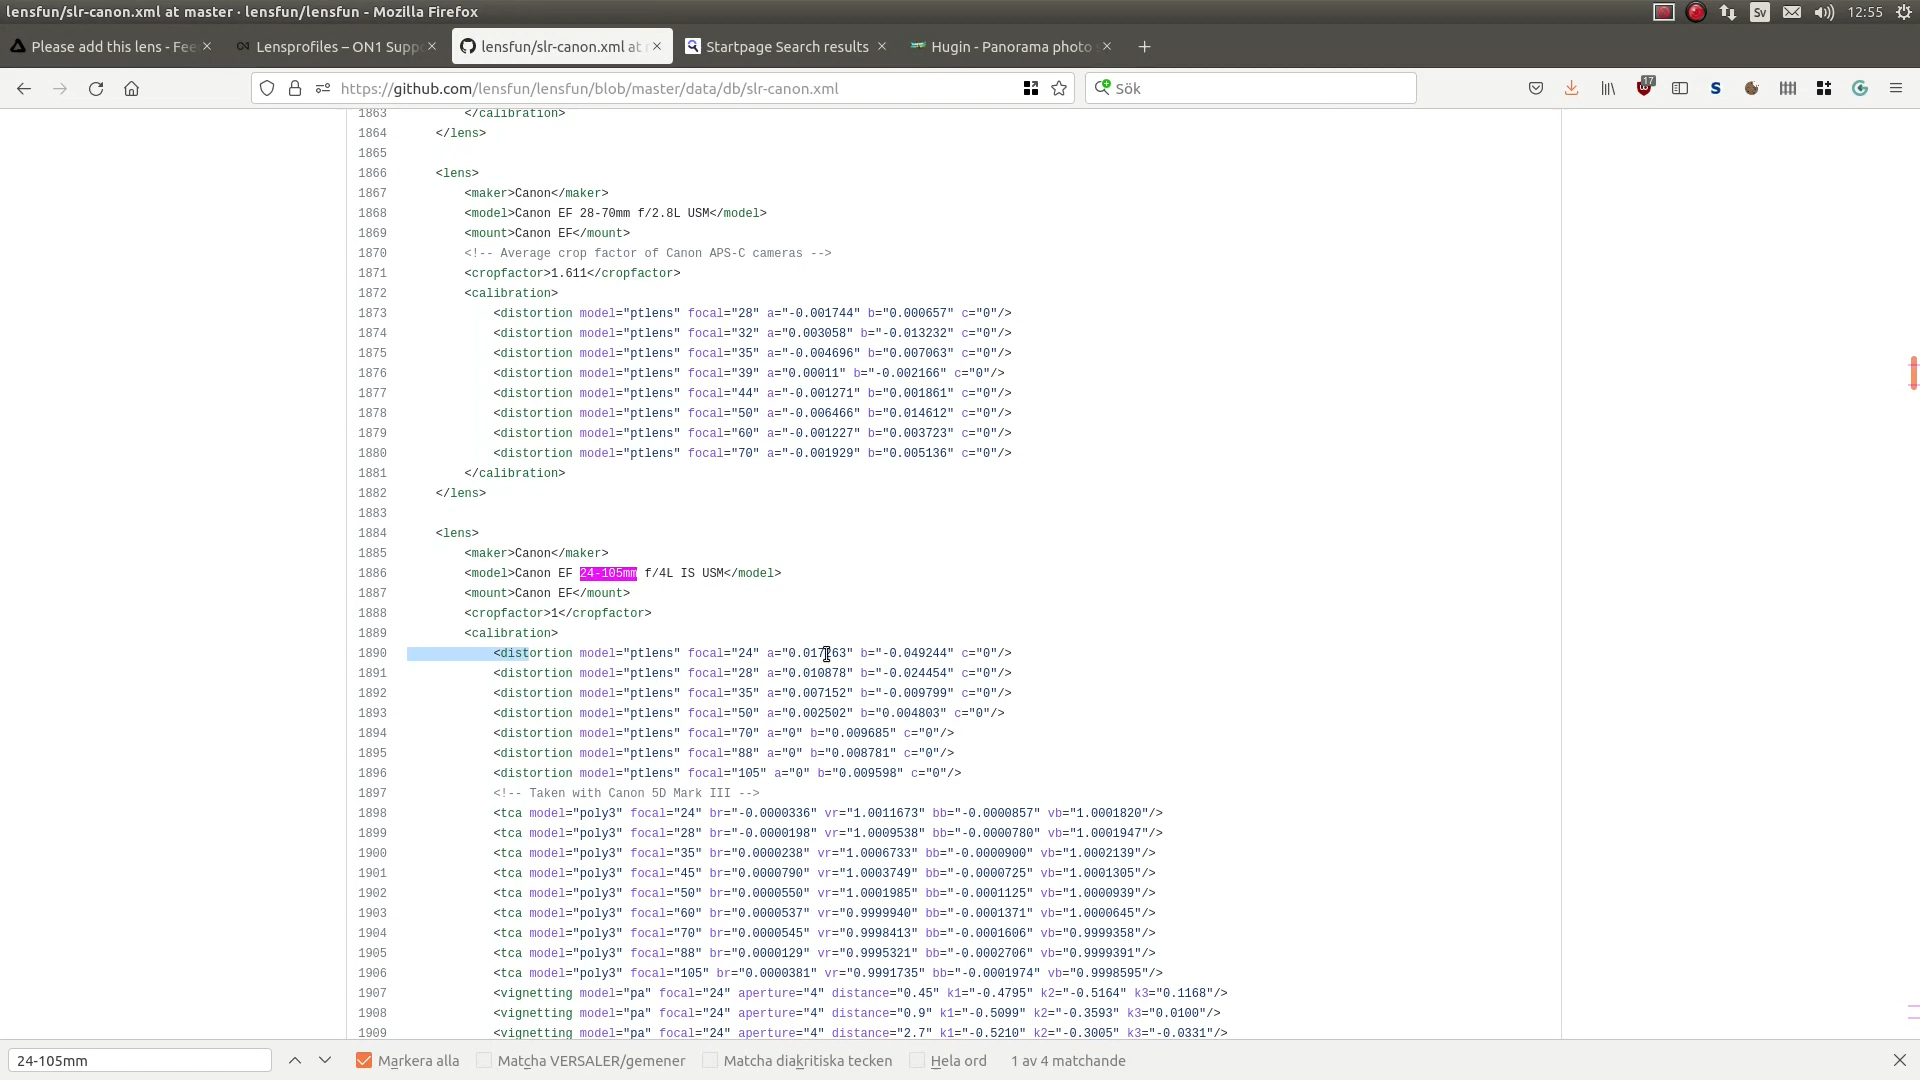 lensfun/slr-canon.xml at master · lensfun/lensfun - Mozilla Firefox
Sv 12:55
Please add this lens - Fee
Lensprofiles – ON1 Supp
lensfun/slr-canon.xml at
Startpage Search results
Hugin - Panorama photo
https://github.com/lensfun/lensfun/blob/master/data/db/slr-canon.xml
Sök
17
S
1863 </calibration>
1864 </lens>
1865
1866 <lens>
1867 <maker>Canon</maker>
1868 <model>Canon EF 28-70mm f/2.8L USM</model>
1869 <mount>Canon EF</mount>
1870 <!-- Average crop factor of Canon APS-C cameras -->
1871 <cropfactor>1.611</cropfactor>
1872 <calibration>
1873 <distortion model="ptlens" focal="28" a="-0.001744" b="0.000657" c="0"/>
1874 <distortion model="ptlens" focal="32" a="0.003058" b="-0.013232" c="0"/>
1875 <distortion model="ptlens" focal="35" a="-0.004696" b="0.007063" c="0"/>
1876 <distortion model="ptlens" focal="39" a="0.00011" b="-0.002166" c="0"/>
1877 <distortion model="ptlens" focal="44" a="-0.001271" b="0.001861" c="0"/>
1878 <distortion model="ptlens" focal="50" a="-0.006466" b="0.014612" c="0"/>
1879 <distortion model="ptlens" focal="60" a="-0.001227" b="0.003723" c="0"/>
1880 <distortion model="ptlens" focal="70" a="-0.001929" b="0.005136" c="0"/>
1881 </calibration>
1882 </lens>
1883
1884 <lens>
1885 <maker>Canon</maker>
1886 <model>Canon EF 24-105mm f/4L IS USM</model>
1887 <mount>Canon EF</mount>
1888 <cropfactor>1</cropfactor>
1889 <calibration>
1890 <distortion model="ptlens" focal="24" b="-0.049244" c="0"/>
1891 <distortion model="ptlens" focal="28" a="0.010878" b="-0.024454" c="0"/>
1892 <distortion model="ptlens" focal="35" a="0.007152" b="-0.009799" c="0"/>
1893 <distortion model="ptlens" focal="50" a="0.002502" b="0.004803" c="0"/>
1894 <distortion model="ptlens" focal="70" a="0" b="0.009685" c="0"/>
1895 <distortion model="ptlens" focal="88" a="0" b="0.008781" c="0"/>
1896 <distortion model="ptlens" focal="105" a="0" b="0.009598" c="0"/>
1897 <!-- Taken with Canon 5D Mark III -->
1898 <tca model="poly3" focal="24" br="-0.0000336" vr="1.0011673" bb="-0.0000857" vb="1.0001820"/>
1899 <tca model="poly3" focal="28" br="-0.0000198" vr="1.0009538" bb="-0.0000780" vb="1.0001947"/>
1900 <tca model="poly3" focal="35" br="0.0000238" vr="1.0006733" bb="-0.0000900" vb="1.0002139"/>
1901 <tca model="poly3" focal="45" br="0.0000790" vr="1.0003749" bb="-0.0000725" vb="1.0001305"/>
1902 <tca model="poly3" focal="50" br="0.0000550" vr="1.0001985" bb="-0.0001125" vb="1.0000939"/>
1903 <tca model="poly3" focal="60" br="0.0000537" vr="0.9999940" bb="-0.0001371" vb="1.0000645"/>
1904 <tca model="poly3" focal="70" br="0.0000545" vr="0.9998413" bb="-0.0001606" vb="0.9999358"/>
1905 <tca model="poly3" focal="88" br="0.0000129" vr="0.9995321" bb="-0.0002706" vb="0.9999391"/>
1906 <tca model="poly3" focal="105" br="0.0000381" vr="0.9991735" bb="-0.0001974" vb="0.9998595"/>
1907 <vignetting model="pa" focal="24" aperture="4" distance="0.45" k1="-0.4795" k2="-0.5164" k3="0.1168"/>
1908 <vignetting model="pa" focal="24" aperture="4" distance="0.9" k1="-0.5099" k2="-0.3593" k3="0.0100"/>
1909 <vignetting model="pa" focal="24" aperture="4" distance="2.7" k1="-0.5210" k2="-0.3005" k3="-0.0331"/>
24-105mm Markera alla Matcha VERSALER/gemener Matcha diakritiska tecken Hela ord 1 av 4 matchande